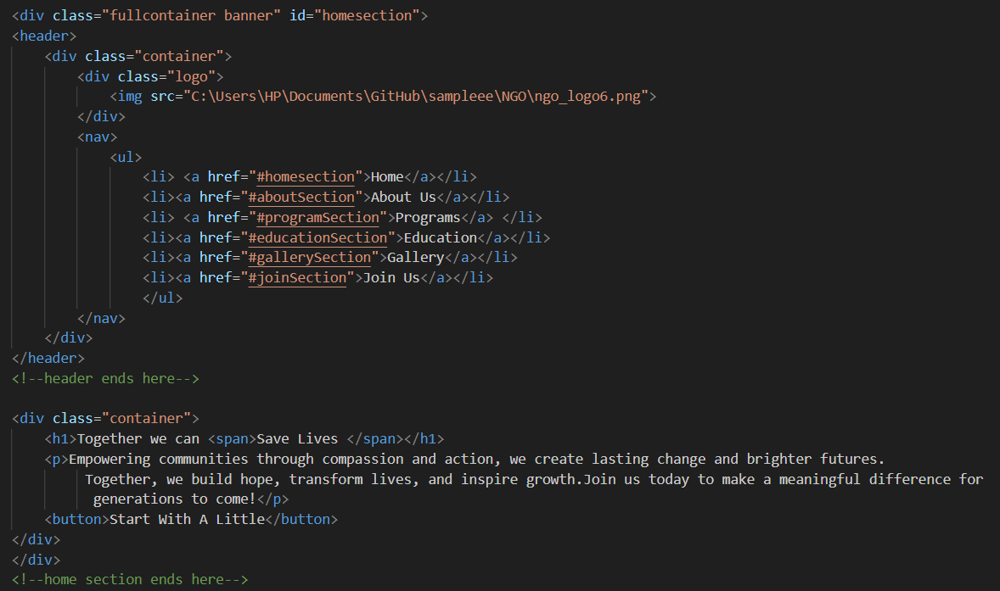 <div class="fullcontainer banner" id="homesection">
<header>
    <div class="container">
        <div class="logo">
            <img src="C:\Users\HP\Documents\GitHub\sampleee\NGO\ngo_logo6.png">
        </div>
        <nav>
            <ul>
                <li> <a href="#homesection">Home</a></li>
                <li><a href="#aboutSection">About Us</a></li>
                <li> <a href="#programSection">Programs</a> </li>
                <li><a href="#educationSection">Education</a></li>
                <li><a href="#gallerySection">Gallery</a></li>
                <li><a href="#joinSection">Join Us</a></li>
                </ul>
        </nav>
    </div>
</header>
<!--header ends here-->

<div class="container">
    <h1>Together we can <span>Save Lives </span></h1>
    <p>Empowering communities through compassion and action, we create lasting change and brighter futures.
         Together, we build hope, transform lives, and inspire growth.Join us today to make a meaningful difference for
          generations to come!</p>
    <button>Start With A Little</button>
</div>
</div>
<!--home section ends here-->